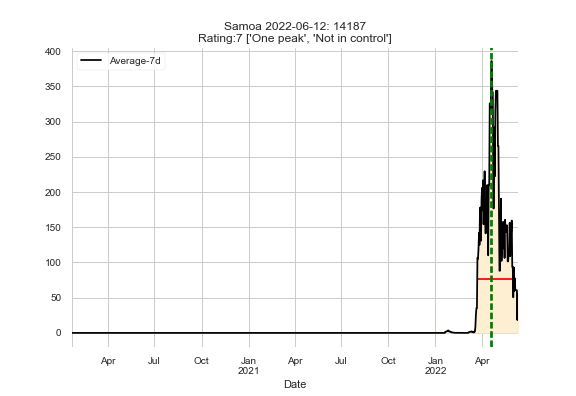 Samoa 2022-06-12: 14187
Rating:7 ['One peak', 'Not in control']
400
350
300
250
200
150
100
50
0
Average-7d
Apr Jul Oct Jan Apr Jul Oct Jan Apr
2021 2022
Date